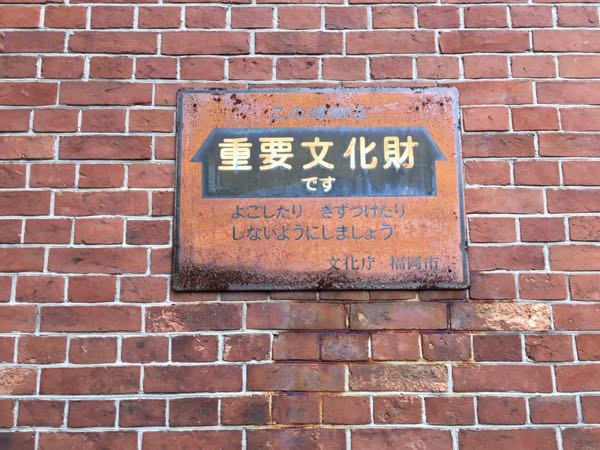 この建物は
重要文化財
です
よごしたり きずつけたり
しないようにしましょう
文化庁 福岡市